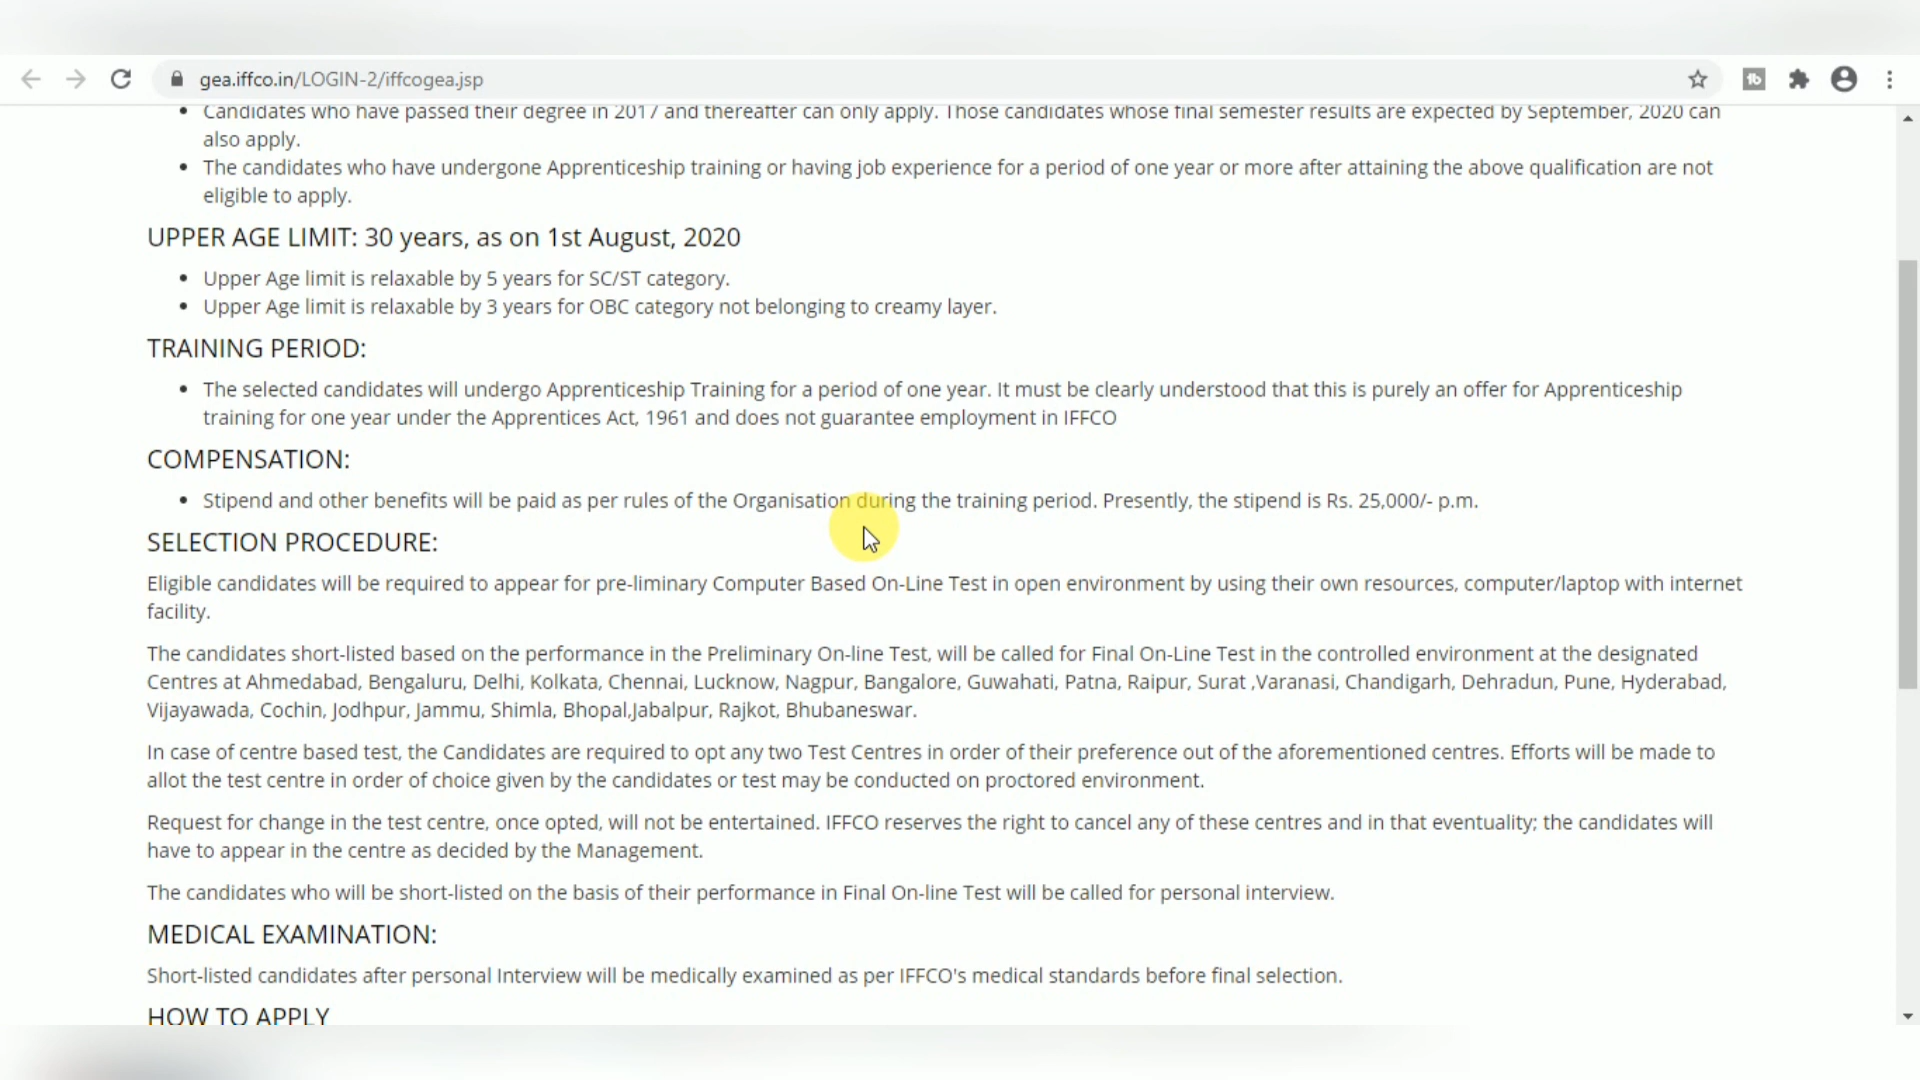 gea.iffco.in/LOGIN-2/iffcogea.jsp
Candidates who have passed their degree in 2017 and thereafter can only apply. Those candidates whose final semester results are expected by September, 2020 can
also apply.
The candidates who have undergone Apprenticeship training or having job experience for a period of one year or more after attaining the above qualification are not
eligible to apply.
UPPER AGE LIMIT: 30 years, as on 1st August, 2020
Upper Age limit is relaxable by 5 years for SC/ST category.
Upper Age limit is relaxable by 3 years for OBC category not belonging to creamy layer.
TRAINING PERIOD:
The selected candidates will undergo Apprenticeship Training for a period of one year. It must be clearly understood that this is purely an offer for Apprenticeship
training for one year under the Apprentices Act, 1961 and does not guarantee employment in IFFCO
COMPENSATION:
Stipend and other benefits will be paid as per rules of the Organisation during the training period. Presently, the stipend is Rs. 25,000/- p.m.
SELECTION PROCEDURE:
Eligible candidates will be required to appear for pre-liminary Computer Based On-Line Test in open environment by using their own resources, computer/laptop with internet
facility.
The candidates short-listed based on the performance in the Preliminary On-line Test, will be called for Final On-Line Test in the controlled environment at the designated
Centres at Ahmedabad, Bengaluru, Delhi, Kolkata, Chennai, Lucknow, Nagpur, Bangalore, Guwahati, Patna, Raipur, Surat ,Varanasi, Chandigarh, Dehradun, Pune, Hyderabad,
Vijayawada, Cochin, Jodhpur, Jammu, Shimla, Bhopal,Jabalpur, Rajkot, Bhubaneswar.
In case of centre based test, the Candidates are required to opt any two Test Centres in order of their preference out of the aforementioned centres. Efforts will be made to
allot the test centre in order of choice given by the candidates or test may be conducted on proctored environment.
Request for change in the test centre, once opted, will not be entertained. IFFCO reserves the right to cancel any of these centres and in that eventuality; the candidates will
have to appear in the centre as decided by the Management.
The candidates who will be short-listed on the basis of their performance in Final On-line Test will be called for personal interview.
MEDICAL EXAMINATION:
Short-listed candidates after personal Interview will be medically examined as per IFFCO's medical standards before final selection.
HOW TO APPLY